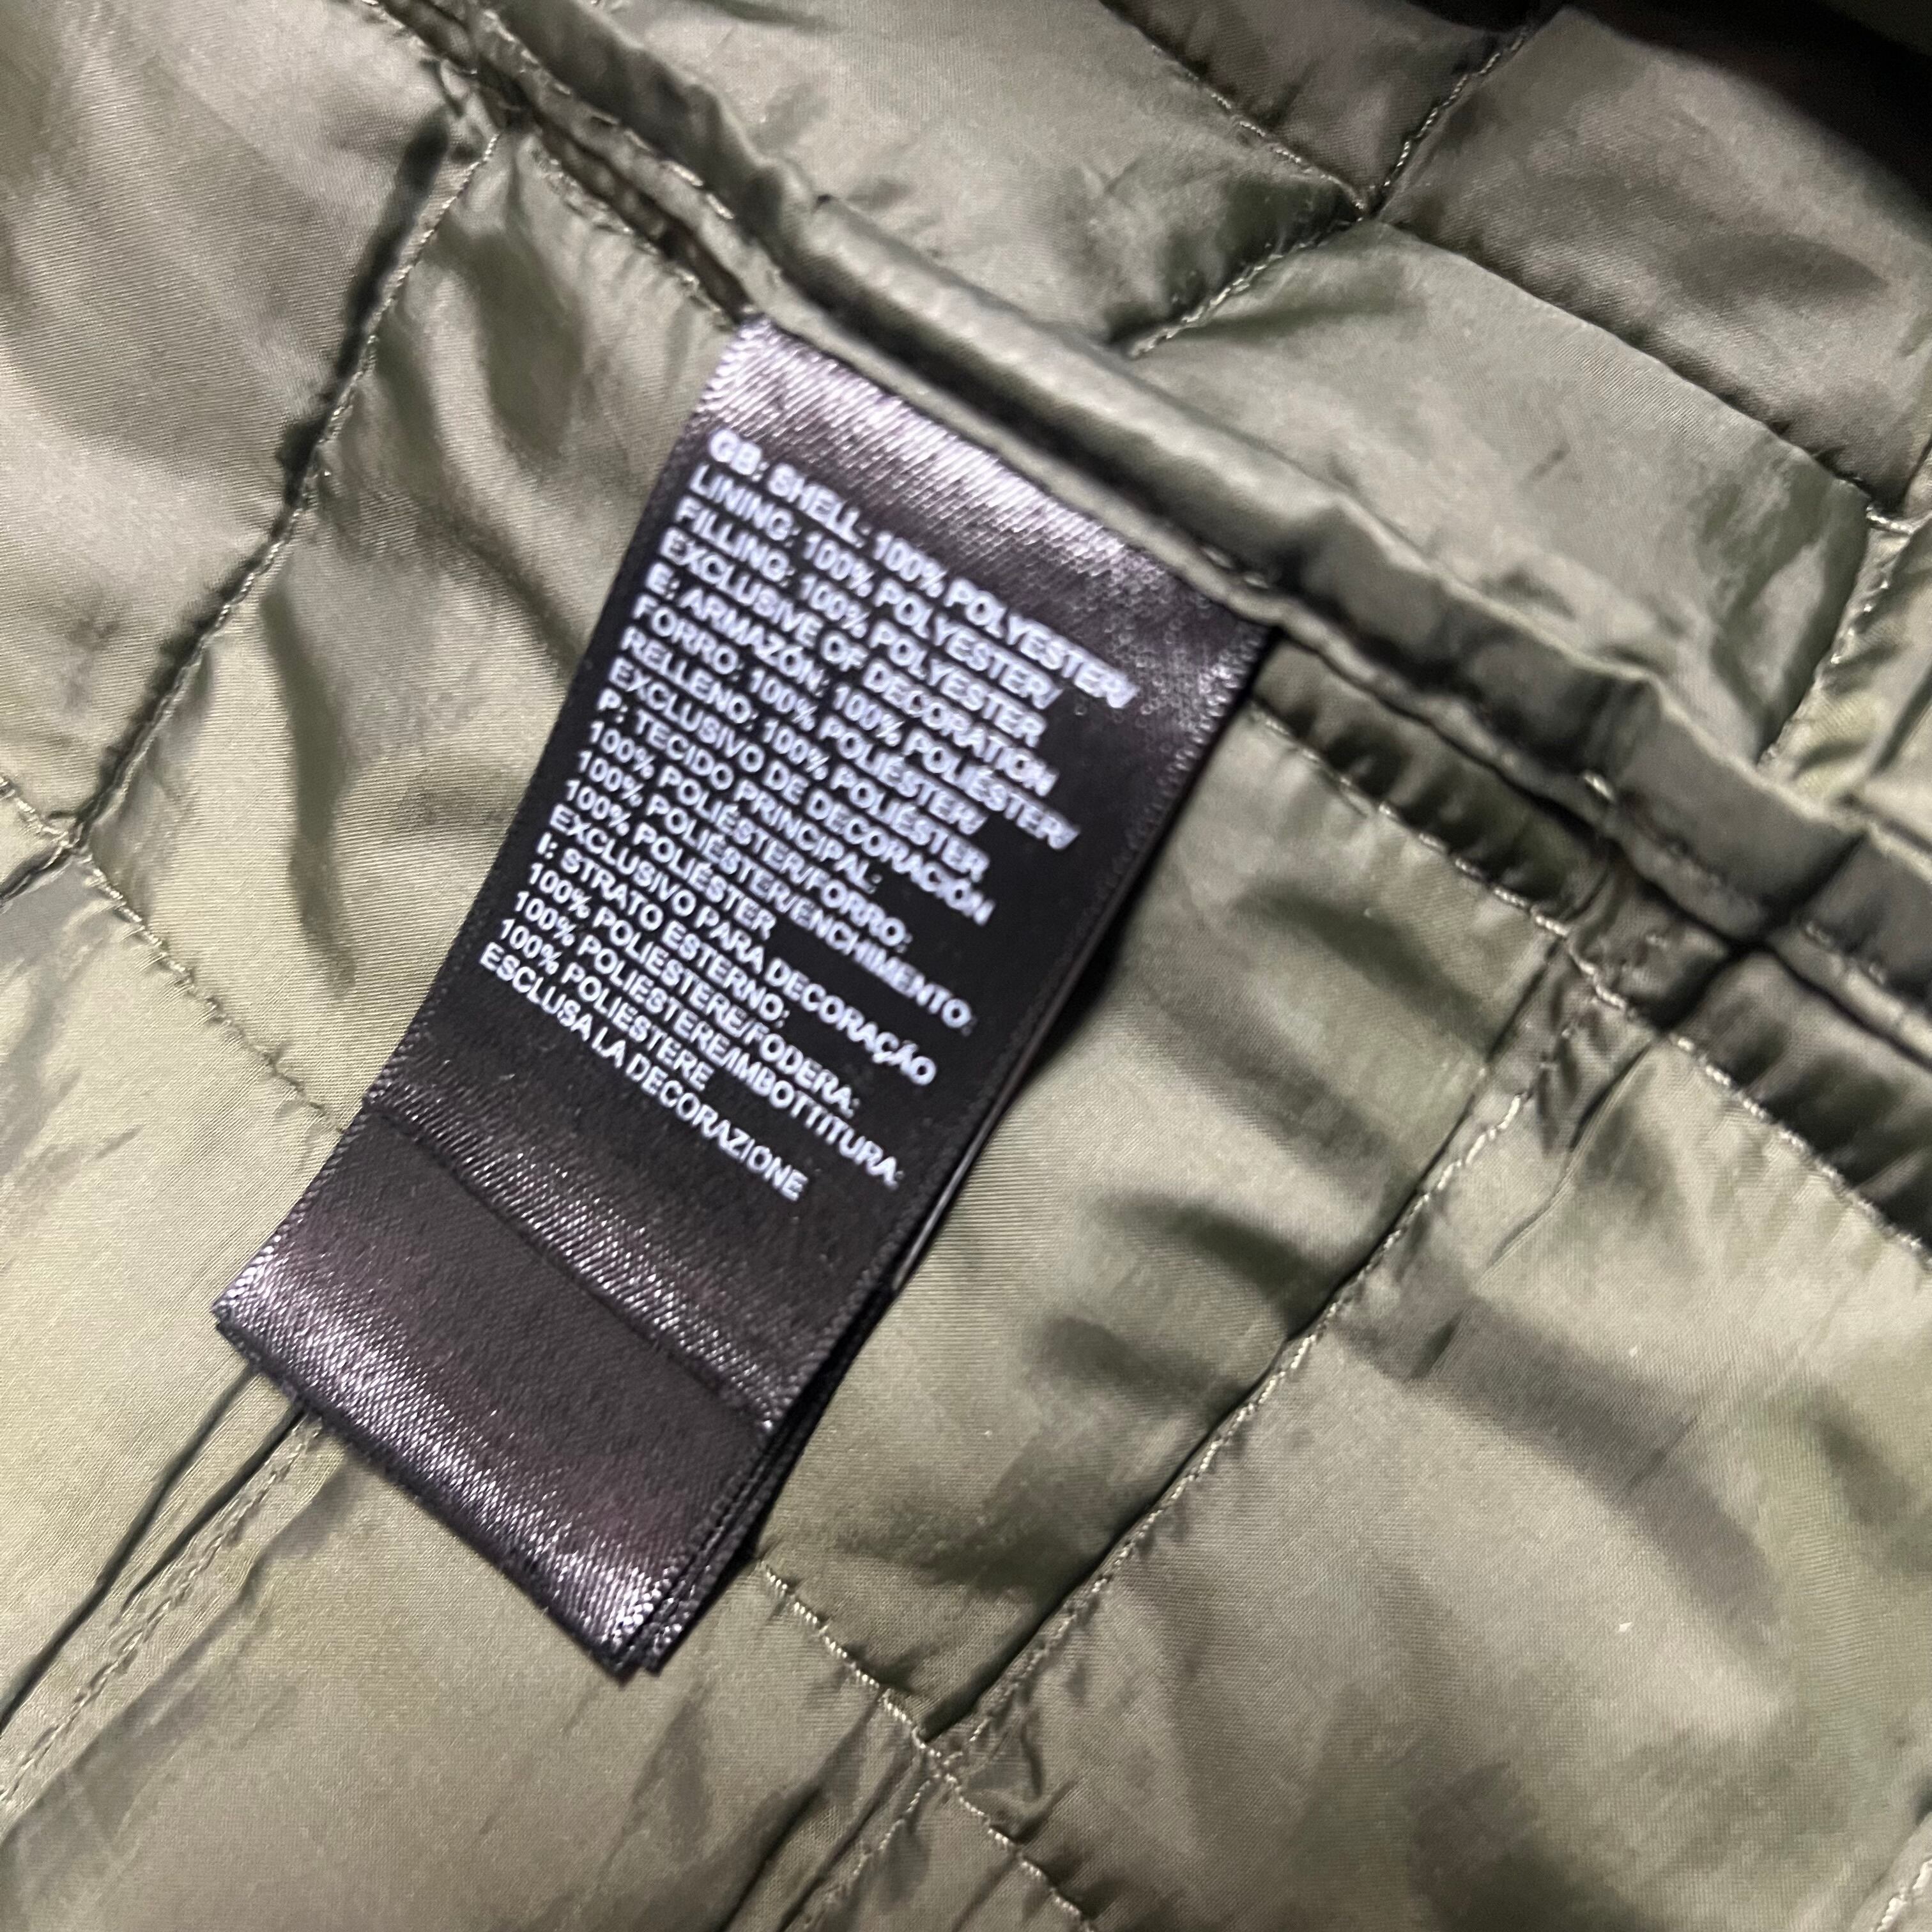 GB: SHELL: 100% POLYESTER/
LINING: 100% POLYESTER/
FILLING: 100% POLYESTER
EXCLUSIVE OF DECORATION
E: ARMAZÓN: 100% POLIÉSTER/
FORRO: 100% POLIÉSTER/
RELLENO: 100% POLIÉSTER
EXCLUSIVO DE DECORACIÓN
P: TECIDO PRINCIPAL:
100% POLIÉSTER/FORRO:
100% POLIÉSTER/ENCHIMENTO:
100% POLIÉSTER
EXCLUSIVO PARA DECORAÇÃO
I: STRATO ESTERNO:
100% POLIESTERE/FODERA:
100% POLIESTERE/IMBOTTITURA:
100% POLIESTERE
ESCLUSA LA DECORAZIONE